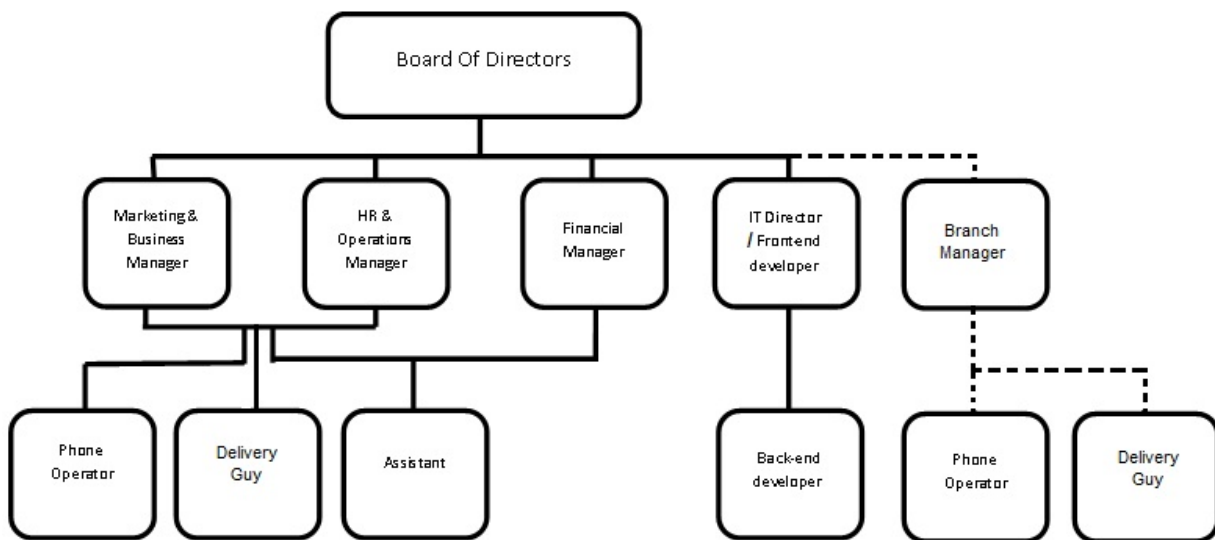 Board Of Directors
Marketing &
Business
Manager
HR &
Operations
Manager
Financial
Manager
IT Director
/ Frontend
developer
Branch
Manager
Phone
Operator
Delivery
Guy
Assistant
Back-end
developer
Phone
Operator
Delivery
Guy